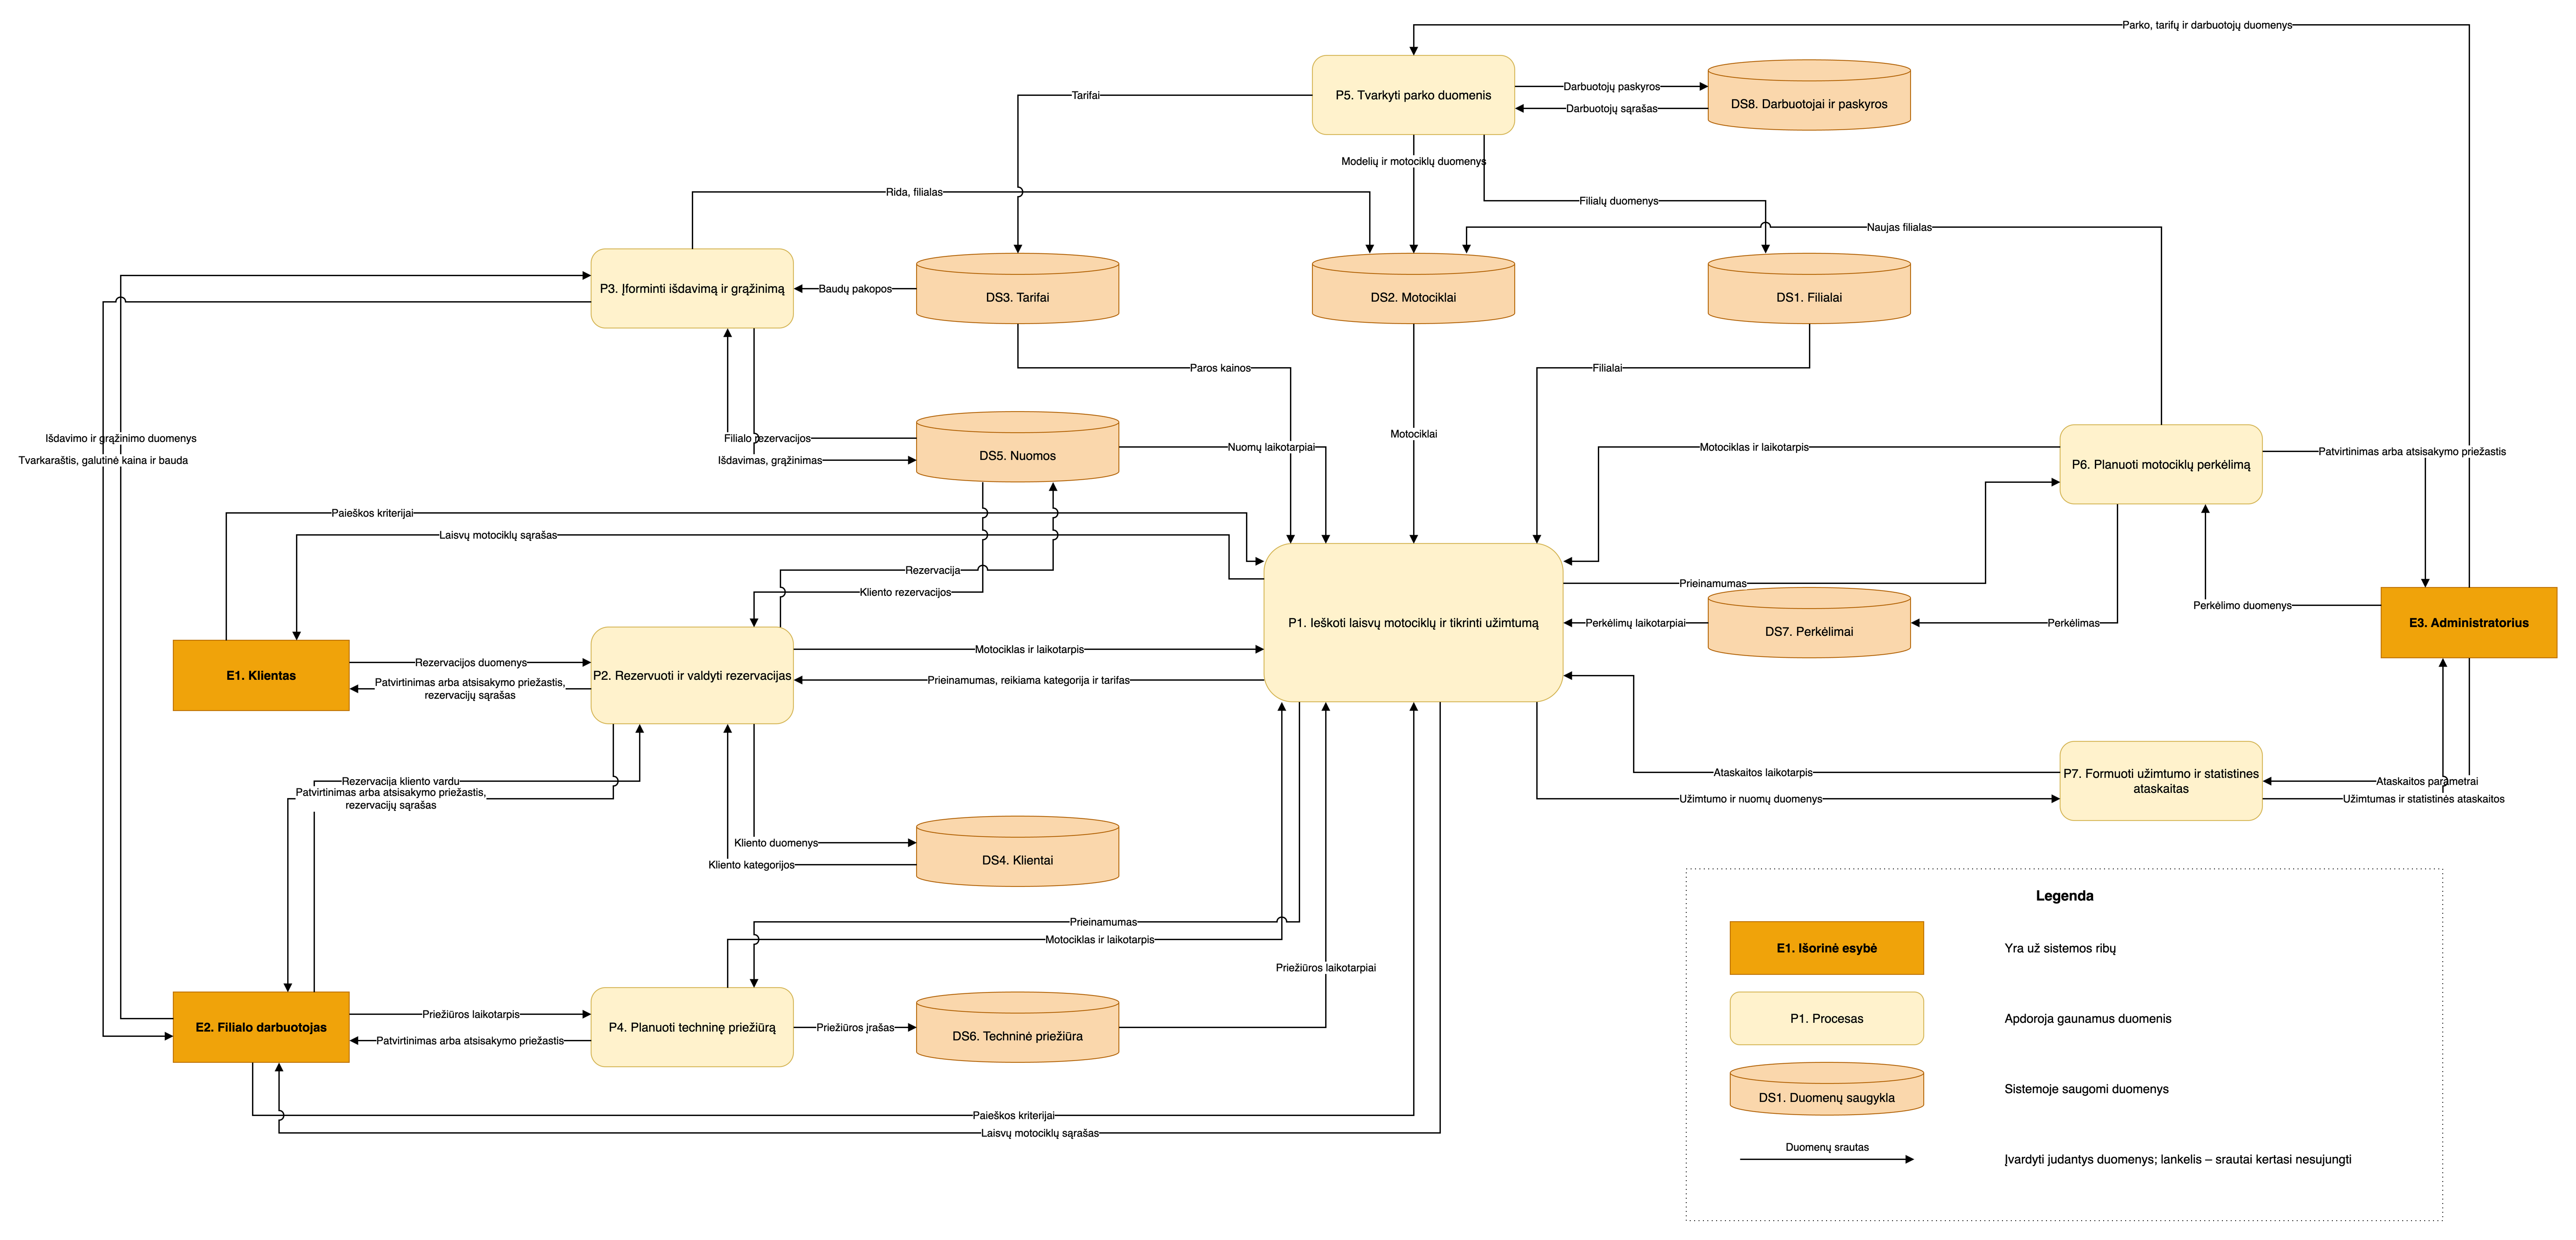 Parko, tarifų ir darbuotojų duomenys
P5. Tvarkyti parko duomenis
Darbuotojų paskyros
Darbuotojų sąrašas
DS8. Darbuotojai ir paskyros
Tarifai
Modelių ir motociklų duomenys
Rida, filialas
Filialų duomenys
Naujas filialas
P3. Įforminti išdavimą ir grąžinimą
Baudų pakopos
DS3. Tarifai
DS2. Motociklai
DS1. Filialai
Paros kainos
Filialai
Motociklai
Išdavimo ir grąžinimo duomenys
Tvarkaraštis, galutinė kaina ir bauda
Filialo rezervacijos
Išdavimas, grąžinimas
DS5. Nuomos
Nuomų laikotarpiai
Motociklas ir laikotarpis
P6. Planuoti motociklų perkėlimą
Patvirtinimas arba atsisakymo priežastis
Paieškos kriterijai
Laisvų motociklų sąrašas
Rezervacija
Kliento rezervacijos
Prieinamumas
Perkėlimo duomenys
P1. Ieškoti laisvų motociklų ir tikrinti užimtumą
Perkėlimų laikotarpiai
DS7. Perkėlimai
Perkėlimas
E3. Administratorius
E1. Klientas
Rezervacijos duomenys
Patvirtinimas arba atsisakymo priežastis,
rezervacijų sąrašas
P2. Rezervuoti ir valdyti rezervacijas
Motociklas ir laikotarpis
Prieinamumas, reikiama kategorija ir tarifas
Rezervacija kliento vardu
Patvirtinimas arba atsisakymo priežastis,
rezervacijų sąrašas
Ataskaitos laikotarpis
Užimtumo ir nuomų duomenys
P7. Formuoti užimtumo ir statistines
ataskaitas
Ataskaitos parametrai
Užimtumas ir statistinės ataskaitos
Kliento duomenys
Kliento kategorijos
DS4. Klientai
Prieinamumas
Motociklas ir laikotarpis
Priežiūros laikotarpiai
E2. Filialo darbuotojas
Priežiūros laikotarpis
Patvirtinimas arba atsisakymo priežastis
P4. Planuoti techninę priežiūrą
Priežiūros įrašas
DS6. Techninė priežiūra
Paieškos kriterijai
Laisvų motociklų sąrašas
Legenda
E1. Išorinė esybė
Yra už sistemos ribų
P1. Procesas
Apdoroja gaunamus duomenis
DS1. Duomenų saugykla
Sistemoje saugomi duomenys
Duomenų srautas
Įvardyti judantys duomenys; lankelis – srautai kertasi nesujungti